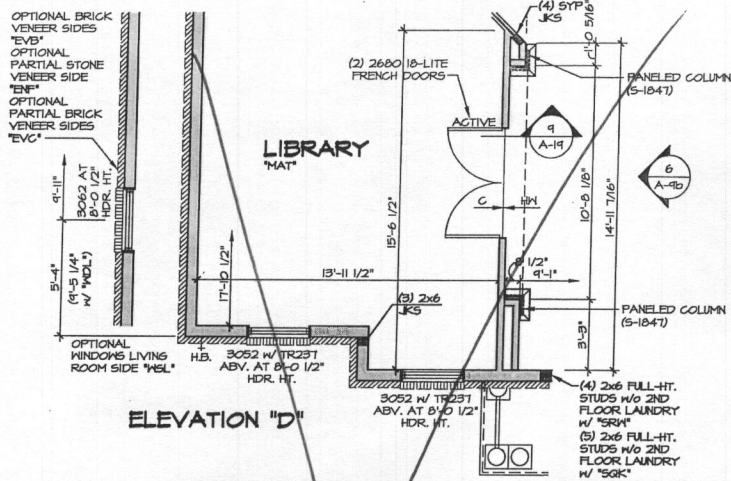 OPTIONAL BRICK
VENEER SIDES
"EVB"
OPTIONAL
PARTIAL STONE
VENEER SIDE
"ENF"
OPTIONAL
PARTIAL BRICK
VENEER SIDES
"EVC"
9'-11"
3062 AT
8'-0 1/2"
HDR. HT.
5'-4"
(9'-5 1/4"
W/ "WDL")
OPTIONAL
WINDOWS LIVING
ROOM SIDE "WSL"
(4) SYP
JKS
(2) 2680 18-LITE
FRENCH DOORS
ACTIVE
LIBRARY
"MAT"
15'-6 1/2"
17'-10 1/2"
13'-11 1/2"
C
HW
9
A-19
6
A-9b
PANELED COLUMN
(S-1847)
10'-8 1/8"
14'-11 7/16"
8 1/2"
9'-1"
3'-3"
PANELED COLUMN
(S-1847)
(3) 2x6
JKS
H.B.
3052 W/ TR237
ABV. AT 8'-0 1/2"
HDR. HT.
3052 W/ TR237
ABV. AT 8'-0 1/2"
HDR. HT.
ELEVATION "D"
(4) 2x6 FULL-HT.
STUDS w/o 2ND
FLOOR LAUNDRY
W/ "SRW"
(5) 2x6 FULL-HT.
STUDS w/o 2ND
FLOOR LAUNDRY
W/ "SQK"